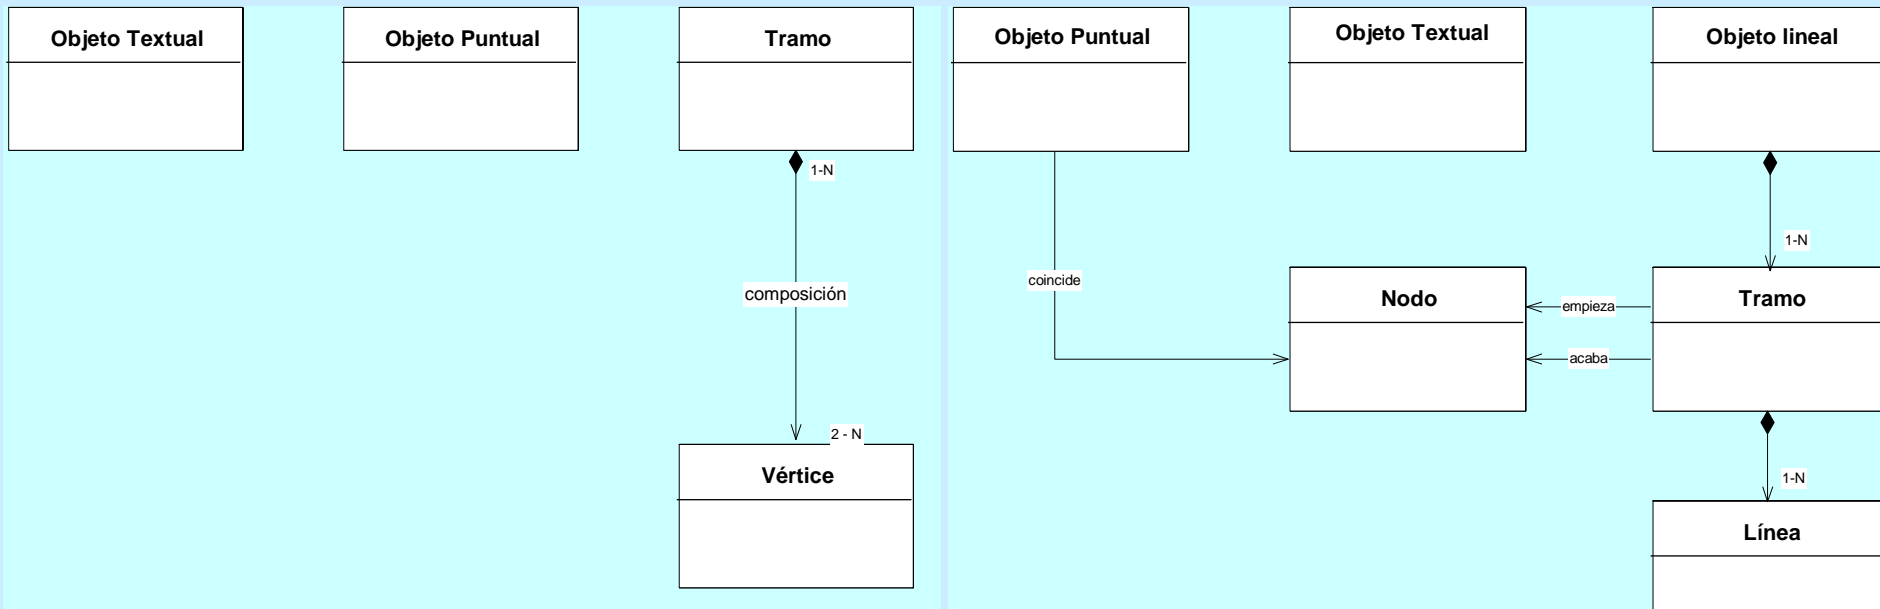 Objeto Textual
Objeto Puntual
Tramo
1-N
composición
2 - N
Vértice
Objeto Puntual
Objeto Textual
Objeto lineal
1-N
coincide
Nodo
empieza
acaba
Tramo
1-N
Línea